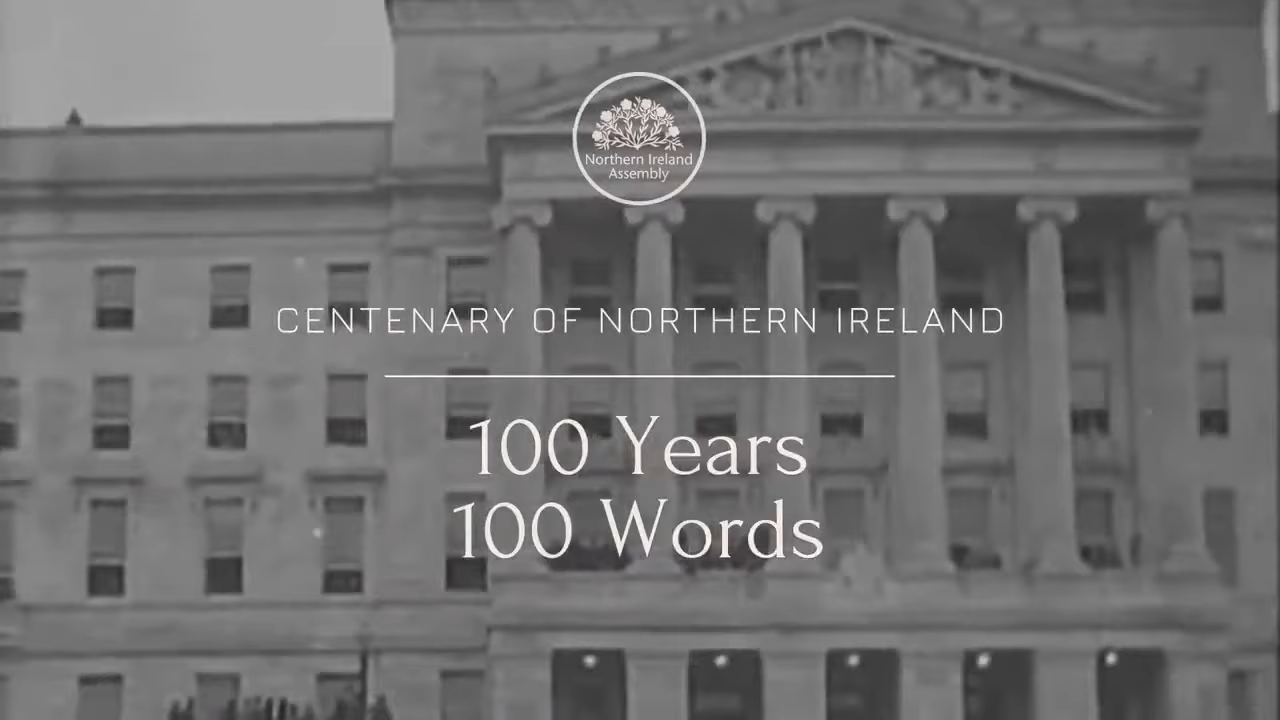 Northern Ireland
Assembly
CENTENARY OF NORTHERN IRELAND
100 Years
100 Words